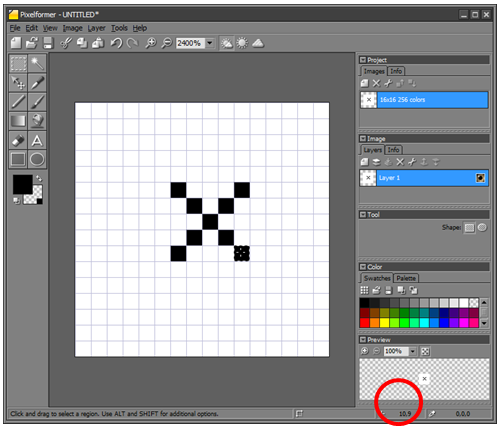 Pixelformer - UNTITLED*
File Edit View Image Layer Tools Help
2400%
Project
Images Info
16x16 256 colors
Image
Layers Info
Layer 1
Tool
Shape:
Color
Swatches Palette
Preview
100%
Click and drag to select a region. Use ALT and SHIFT for additional options.
10.9
0.0.0